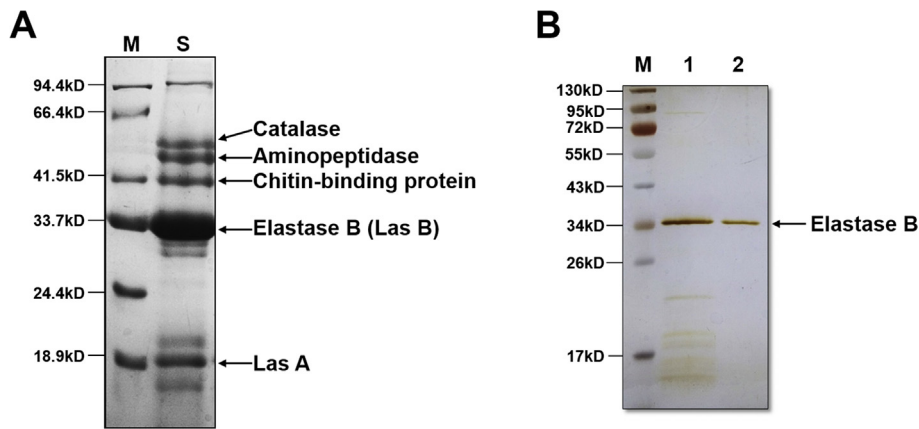 A
M S
94.4kD
66.4kD
41.5kD
33.7kD
24.4kD
18.9kD
Catalase
Aminopeptidase
Chitin-binding protein
Elastase B (Las B)
Las A
B
M 1 2
130kD
95kD
72kD
55kD
43kD
34kD
26kD
17kD
Elastase B